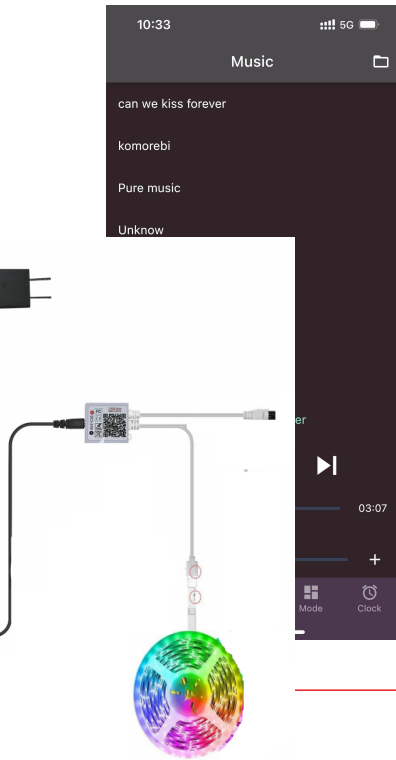 10:33
5G
Music
can we kiss forever
komorebi
Pure music
Unknow
er
03:07
+
Mode
Clock